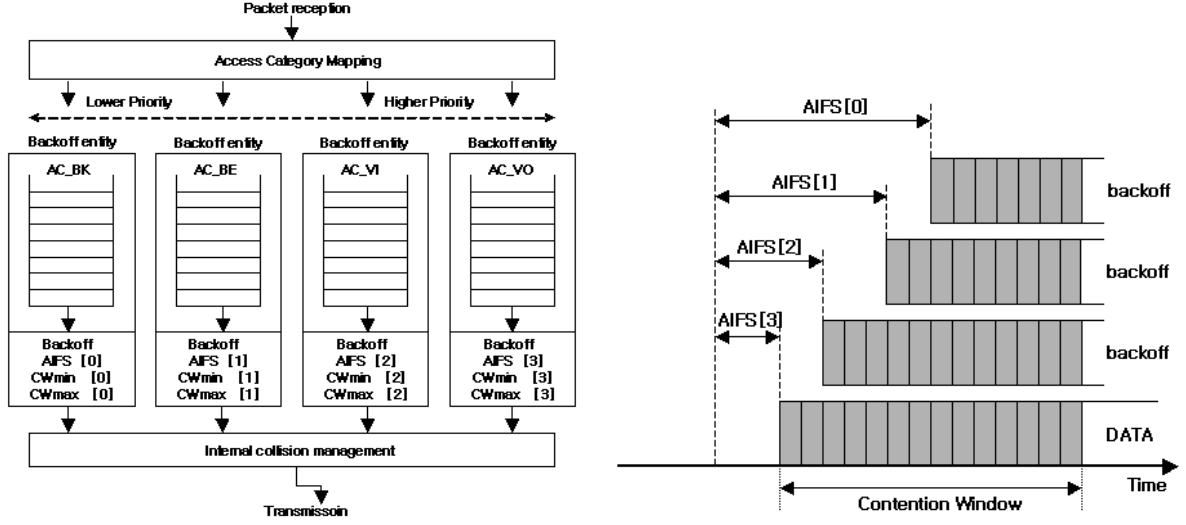 Packet reception
Access Category Mapping
Lower Priority Higher Priority
Backoff entity Backoff entity Backoff entity Backoff entity
AC_BK AC_BE AC_VI AC_VO
Backoff Backoff Backoff Backoff
AIFS [0] AIFS [1] AIFS [2] AIFS [3]
CWmin [0] CWmin [1] CWmin [2] CWmin [3]
CWmax [0] CWmax [1] CWmax [2] CWmax [3]
Internal collision management
Transmissoin
AIFS[0]
backoff
AIFS[1]
backoff
AIFS[2]
backoff
AIFS[3]
DATA
Time
Contention Window